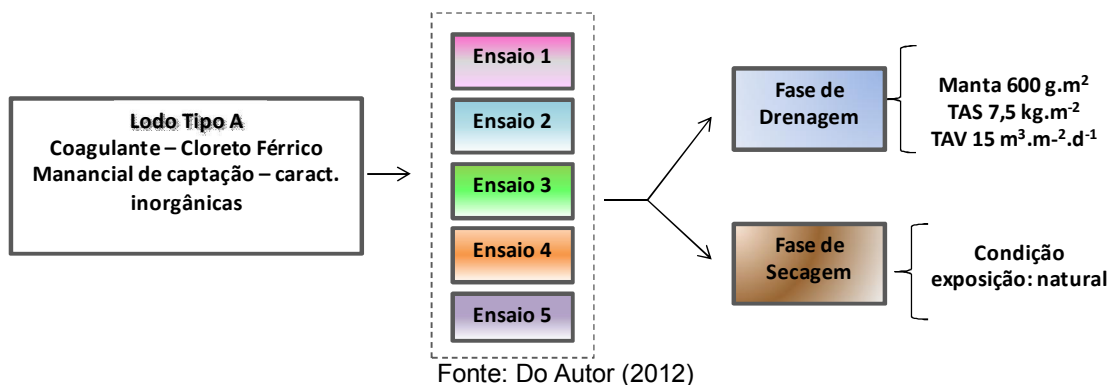 Lodo Tipo A
Coagulante – Cloreto Férrico
Manancial de captação – caract.
inorgânicas
Ensaio 1
Ensaio 2
Ensaio 3
Ensaio 4
Ensaio 5
Fase de
Drenagem
Manta 600 g.m²
TAS 7,5 kg.m⁻²
TAV 15 m³.m-².d⁻¹
Fase de
Secagem
Condição
exposição: natural
Fonte: Do Autor (2012)